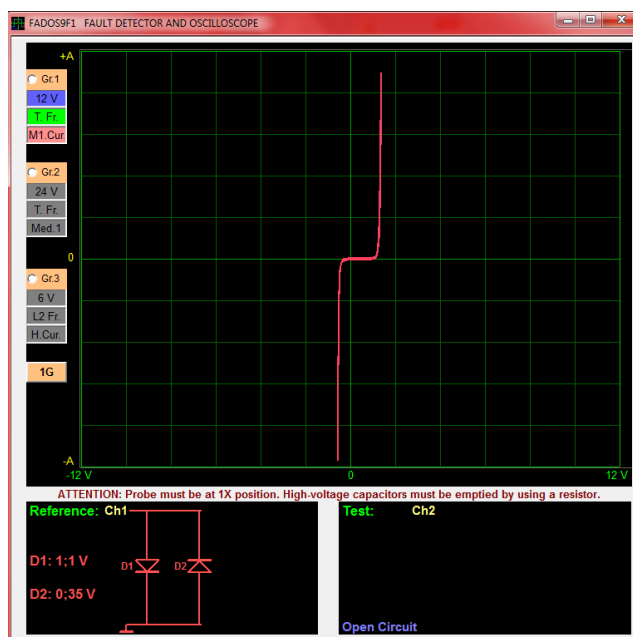 FADOS9F1 FAULT DETECTOR AND OSCILLOSCOPE
+A
Gr.1
12 V
T. Fr.
M1.Cur
Gr.2
24 V
T. Fr.
Med.1
0
Gr.3
6 V
L2 Fr.
H.Cur.
1G
-A
-12 V
0
12 V
ATTENTION: Probe must be at 1X position. High-voltage capacitors must be emptied by using a resistor.
Reference: Ch1
D1: 1;1 V
D1
D2
D2: 0;35 V
Test: Ch2
Open Circuit